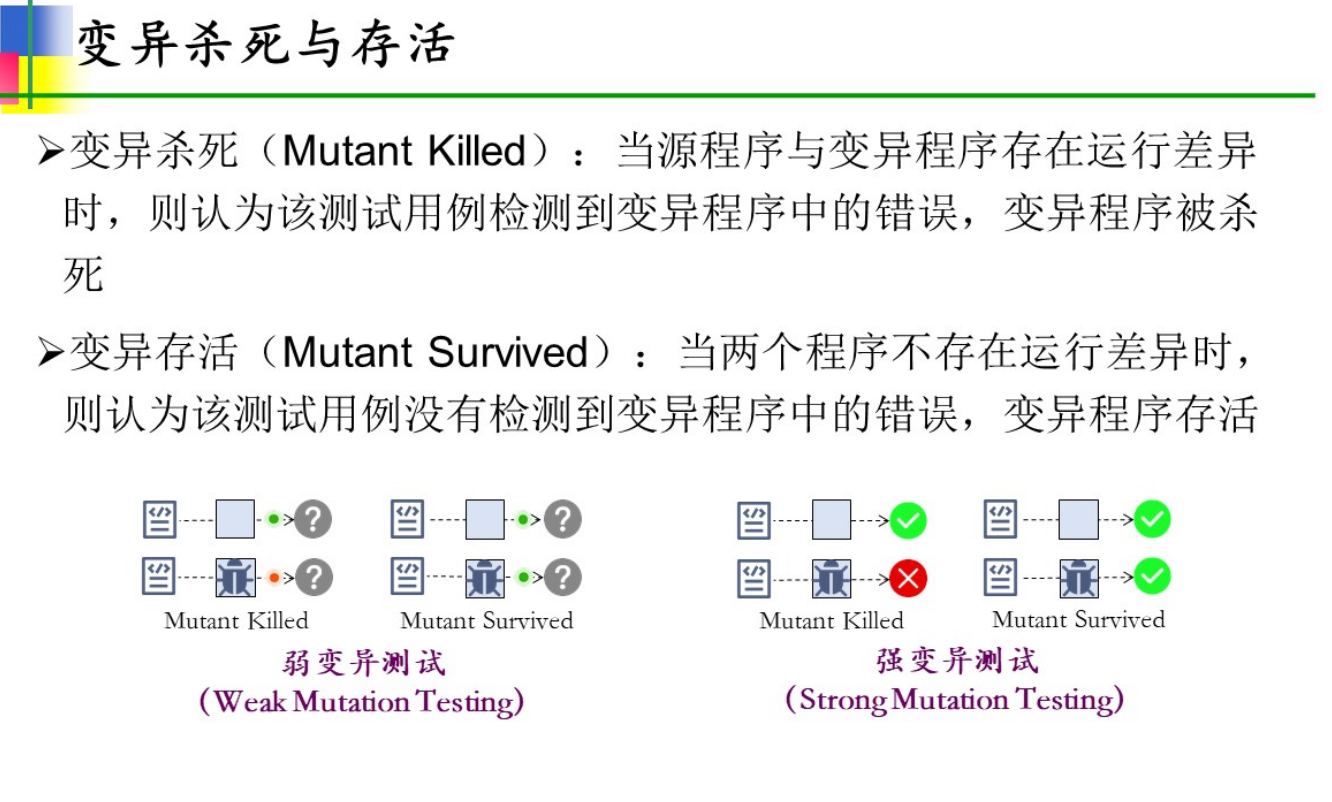 变异杀死与存活
➢变异杀死（Mutant Killed）：当源程序与变异程序存在运行差异
时，则认为该测试用例检测到变异程序中的错误，变异程序被杀
死
➢变异存活（Mutant Survived）：当两个程序不存在运行差异时，
则认为该测试用例没有检测到变异程序中的错误，变异程序存活
</> ? </> ? </> </>
</> ? </> ? </> </>
Mutant Killed Mutant Survived Mutant Killed Mutant Survived
弱变异测试 强变异测试
(Weak Mutation Testing) (Strong Mutation Testing)